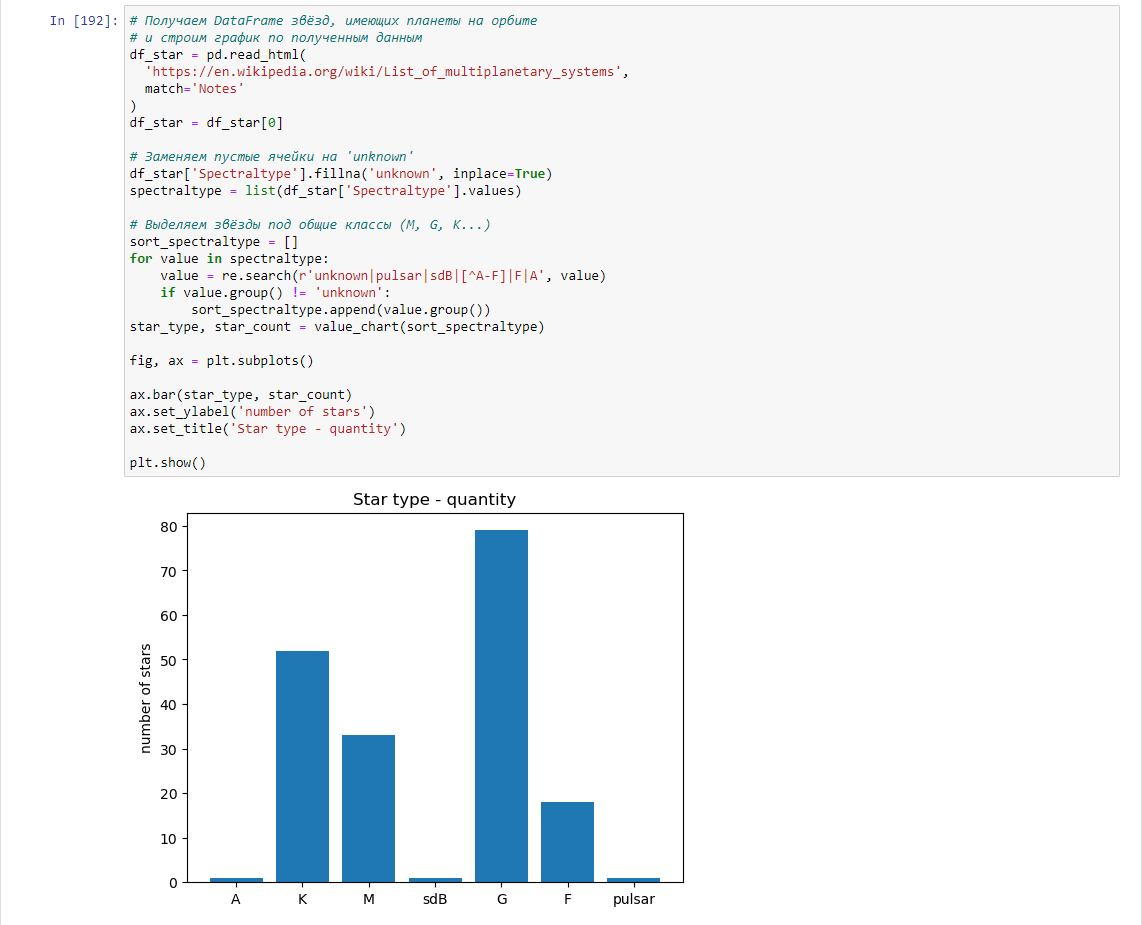 In [192]:
# Получаем DataFrame звёзд, имеющих планеты на орбите
# и строим график по полученным данным
df_star = pd.read_html(
  'https://en.wikipedia.org/wiki/List_of_multiplanetary_systems',
  match='Notes'
)
df_star = df_star[0]

# Заменяем пустые ячейки на 'unknown'
df_star['Spectraltype'].fillna('unknown', inplace=True)
spectraltype = list(df_star['Spectraltype'].values)

# Выделяем звёзды под общие классы (M, G, K...)
sort_spectraltype = []
for value in spectraltype:
    value = re.search(r'unknown|pulsar|sdB|[^A-F]|F|A', value)
    if value.group() != 'unknown':
        sort_spectraltype.append(value.group())
star_type, star_count = value_chart(sort_spectraltype)

fig, ax = plt.subplots()

ax.bar(star_type, star_count)
ax.set_ylabel('number of stars')
ax.set_title('Star type - quantity')

plt.show()
Star type - quantity
number of stars
80
70
60
50
40
30
20
10
0
A K M sdB G F pulsar